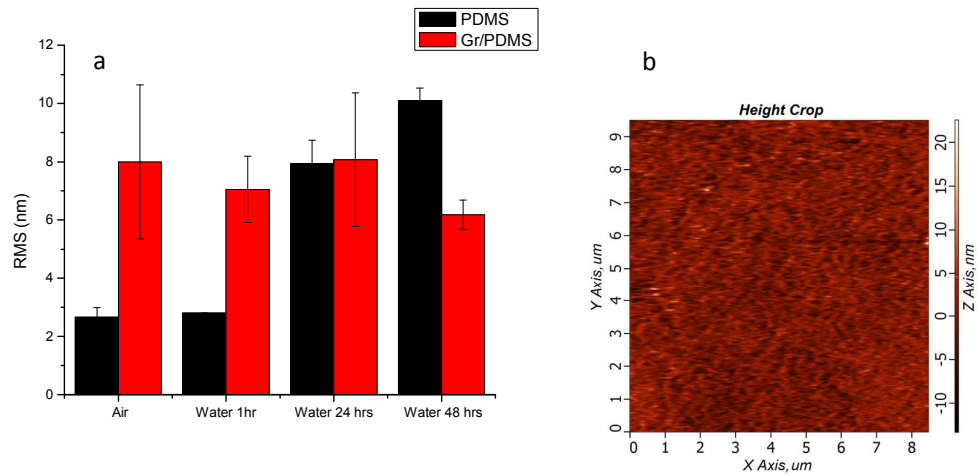 PDMS
Gr/PDMS
a
b
12
10
8
6
4
2
0
RMS (nm)
Air
Water 1hr
Water 24 hrs
Water 48 hrs
Height Crop
9
8
7
6
5
4
3
2
1
0
Y Axis,um
0 1 2 3 4 5 6 7 8
X Axis,um
20
15
10
5
0
-5
-10
Z Axis,nm